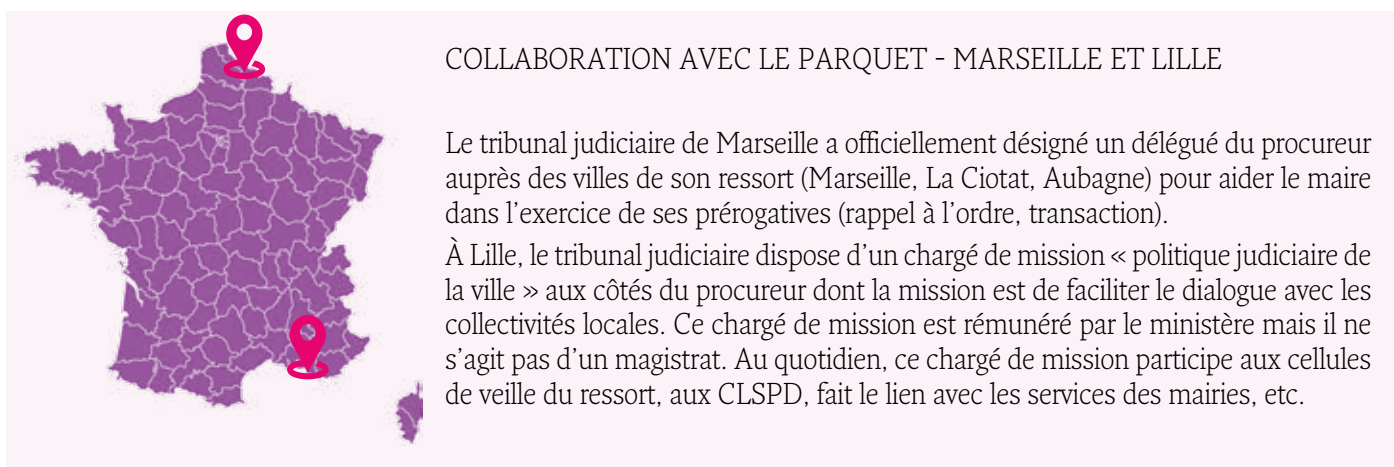 COLLABORATION AVEC LE PARQUET - MARSEILLE ET LILLE
Le tribunal judiciaire de Marseille a officiellement désigné un délégué du procureur
auprès des villes de son ressort (Marseille, La Ciotat, Aubagne) pour aider le maire
dans l’exercice de ses prérogatives (rappel à l’ordre, transaction).
À Lille, le tribunal judiciaire dispose d’un chargé de mission « politique judiciaire de
la ville » aux côtés du procureur dont la mission est de faciliter le dialogue avec les
collectivités locales. Ce chargé de mission est rémunéré par le ministère mais il ne
s’agit pas d’un magistrat. Au quotidien, ce chargé de mission participe aux cellules
de veille du ressort, aux CLSPD, fait le lien avec les services des mairies, etc.